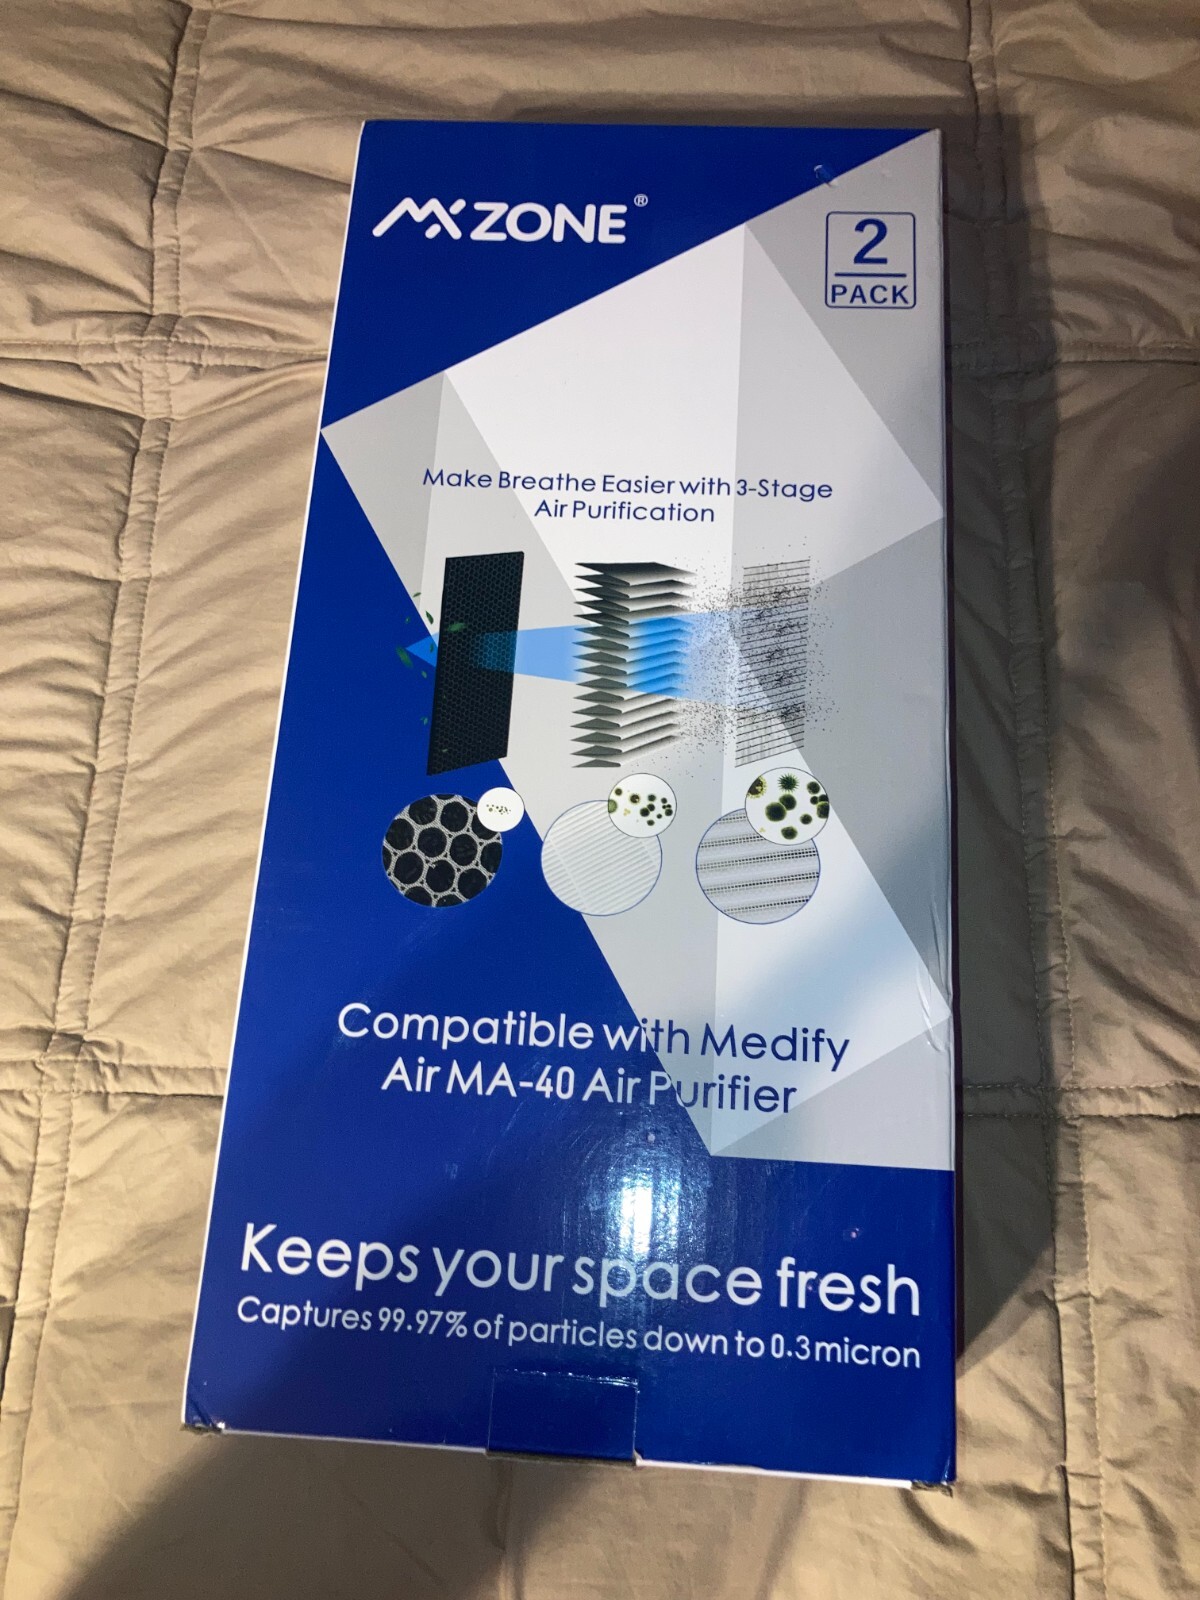 MXZONE®
2
PACK
Make Breathe Easier with 3-Stage
Air Purification
Compatible with Medify
Air MA-40 Air Purifier
Keeps your space fresh
Captures 99.97% of particles down to 0.3micron